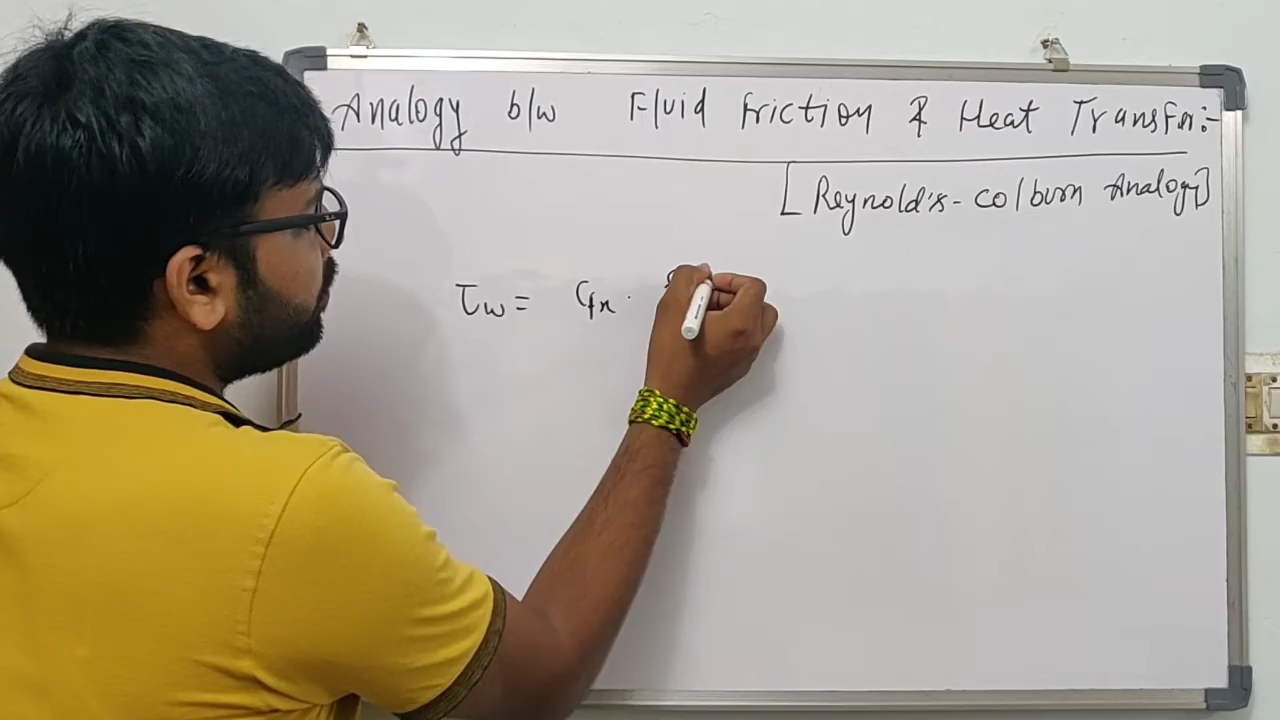 Analogy b/w Fluid friction & Heat Transfer:-
[Reynold's-colburn Analogy]
τw = Cfx .